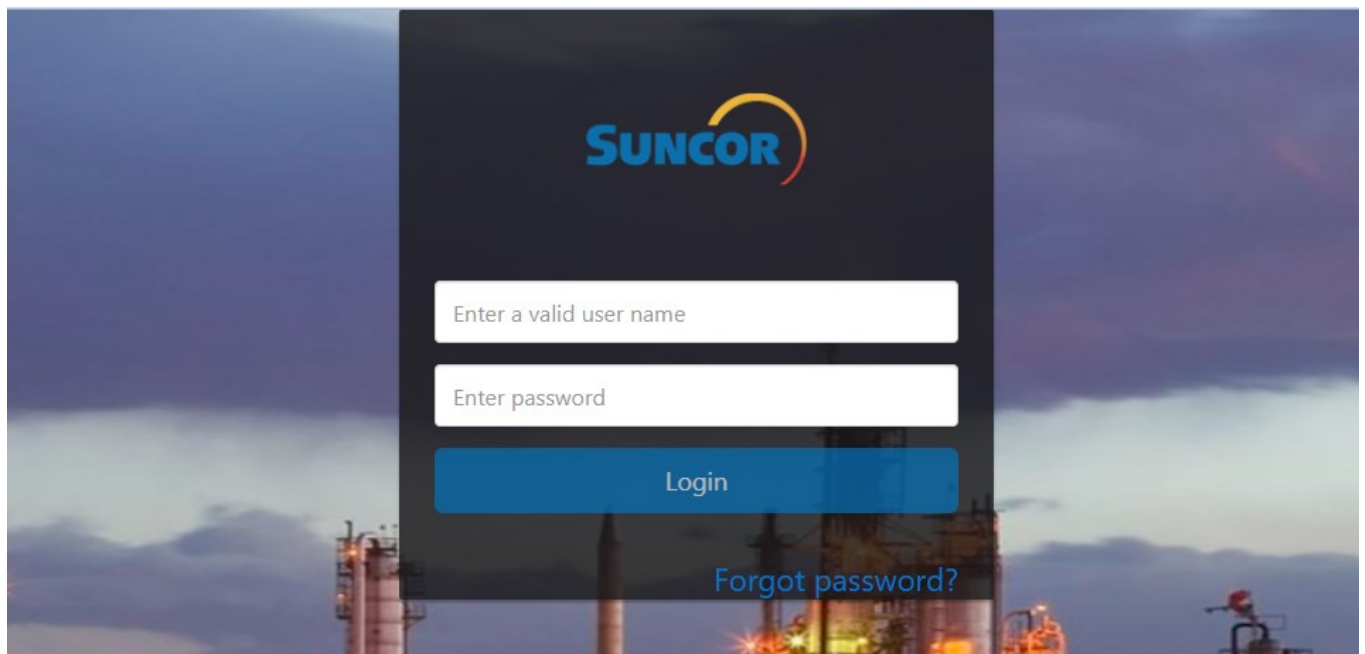 SUNCOR
Enter a valid user name
Enter password
Login
Forgot password?